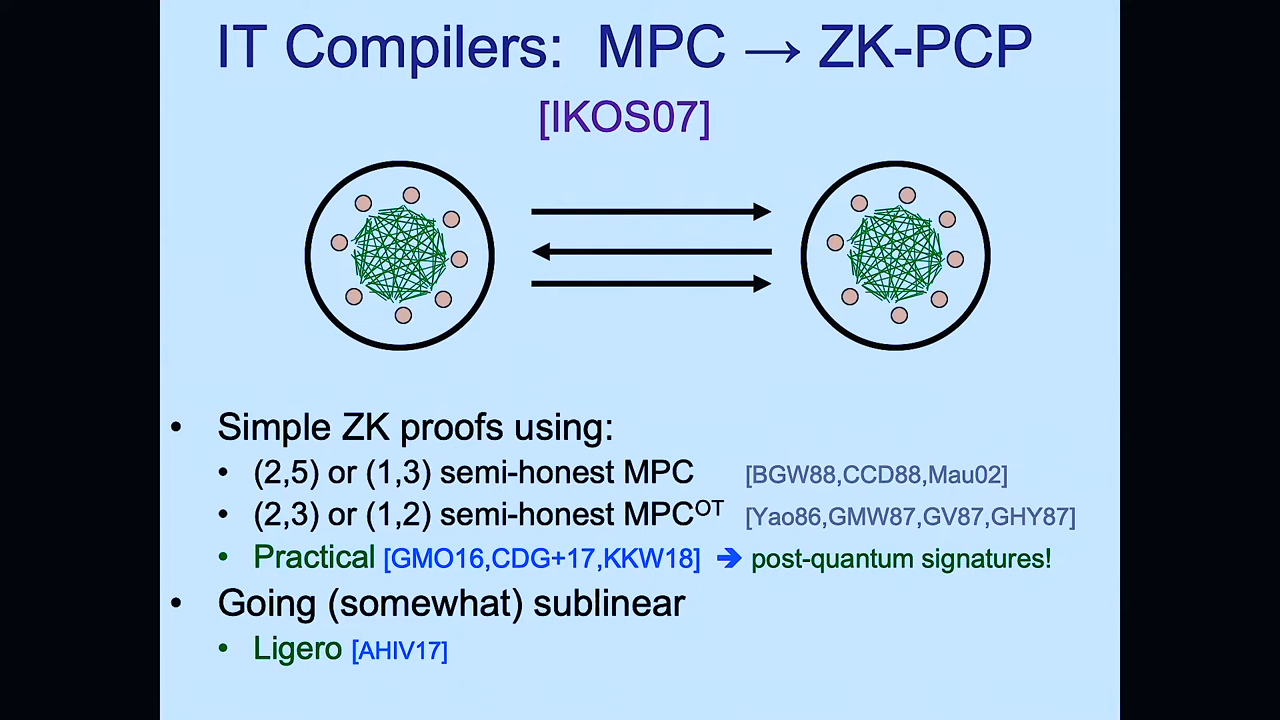 IT Compilers: MPC → ZK-PCP
[IKOS07]
• Simple ZK proofs using:
• (2,5) or (1,3) semi-honest MPC [BGW88,CCD88,Mau02]
• (2,3) or (1,2) semi-honest MPCᴼᵀ [Yao86,GMW87,GV87,GHY87]
• Practical [GMO16,CDG+17,KKW18] ➔ post-quantum signatures!
• Going (somewhat) sublinear
• Ligero [AHIV17]